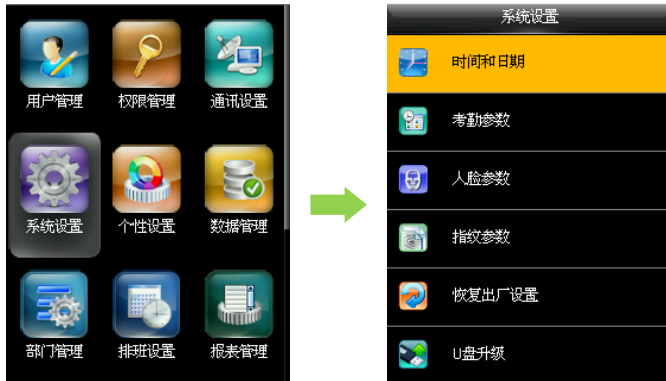 用户管理 权限管理 通讯设置
系统设置 个性设置 数据管理
部门管理 排班设置 报表管理
系统设置
时间和日期
考勤参数
人脸参数
指纹参数
恢复出厂设置
U盘升级